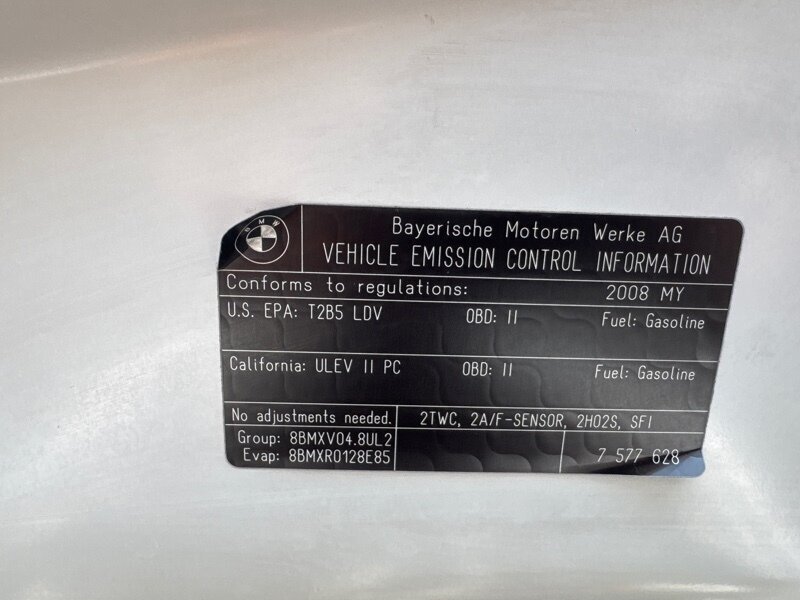 BMW
Bayerische Motoren Werke AG
VEHICLE EMISSION CONTROL INFORMATION
Conforms to regulations: 2008 MY
U.S. EPA: T2B5 LDV OBD: II Fuel: Gasoline
California: ULEV II PC OBD: II Fuel: Gasoline
No adjustments needed. 2TWC, 2A/F-SENSOR, 2HO2S, SFI
Group: 8BMXV04.8UL2
Evap: 8BMXR0128E85 7 577 628